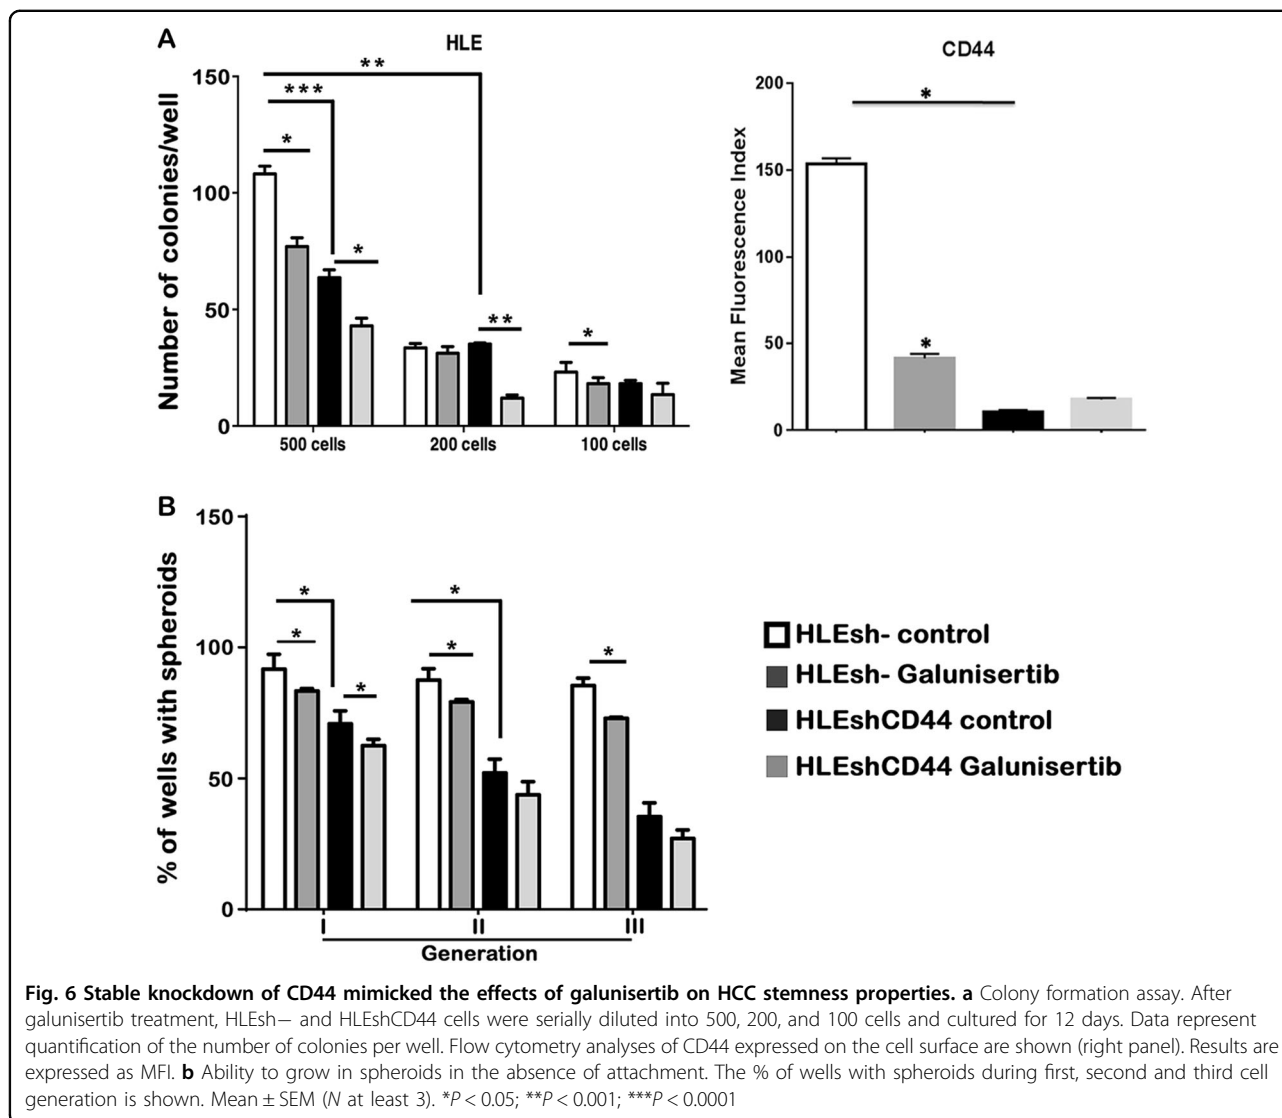 A
HLE
Number of colonies/well
150
100
50
0
**
***
*
*
**
*
500 cells
200 cells
100 cells
CD44
Mean Fluorescence Index
200
150
100
50
0
*
*
B
% of wells with spheroids
150
100
50
0
*
*
*
*
*
*
I
II
III
Generation
HLEsh- control
HLEsh- Galunisertib
HLEshCD44 control
HLEshCD44 Galunisertib
Fig. 6 Stable knockdown of CD44 mimicked the effects of galunisertib on HCC stemness properties. a Colony formation assay. After
galunisertib treatment, HLEsh− and HLEshCD44 cells were serially diluted into 500, 200, and 100 cells and cultured for 12 days. Data represent
quantification of the number of colonies per well. Flow cytometry analyses of CD44 expressed on the cell surface are shown (right panel). Results are
expressed as MFI. b Ability to grow in spheroids in the absence of attachment. The % of wells with spheroids during first, second and third cell
generation is shown. Mean ± SEM (N at least 3). *P < 0.05; **P < 0.001; ***P < 0.0001